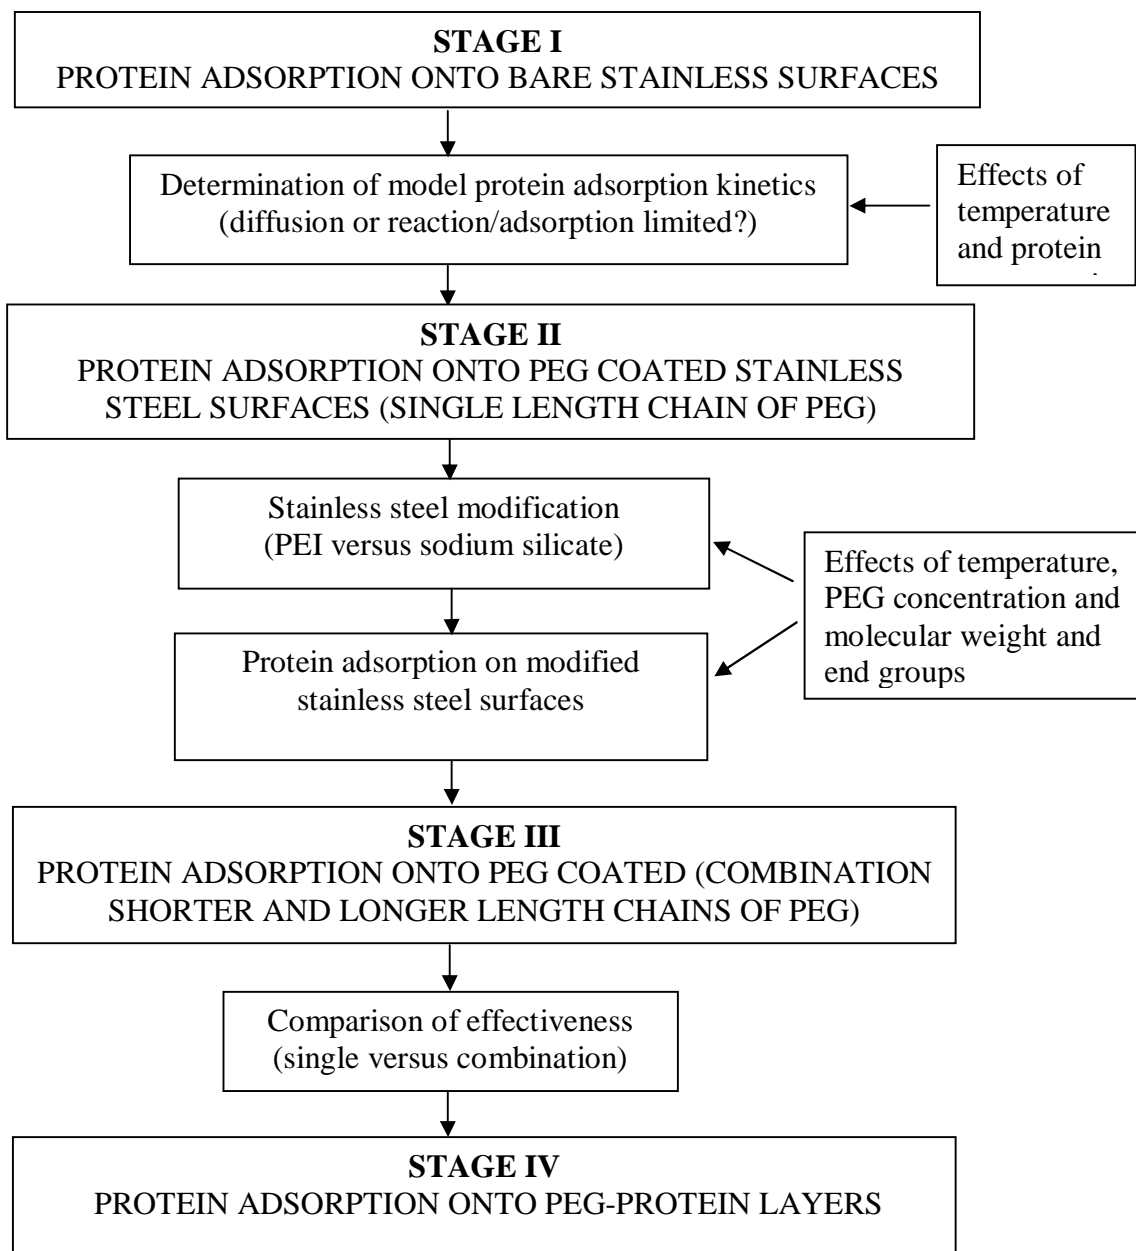 STAGE I
PROTEIN ADSORPTION ONTO BARE STAINLESS SURFACES
Determination of model protein adsorption kinetics
(diffusion or reaction/adsorption limited?)
Effects of
temperature
and protein
STAGE II
PROTEIN ADSORPTION ONTO PEG COATED STAINLESS
STEEL SURFACES (SINGLE LENGTH CHAIN OF PEG)
Stainless steel modification
(PEI versus sodium silicate)
Effects of temperature,
PEG concentration and
molecular weight and
end groups
Protein adsorption on modified
stainless steel surfaces
STAGE III
PROTEIN ADSORPTION ONTO PEG COATED (COMBINATION
SHORTER AND LONGER LENGTH CHAINS OF PEG)
Comparison of effectiveness
(single versus combination)
STAGE IV
PROTEIN ADSORPTION ONTO PEG-PROTEIN LAYERS